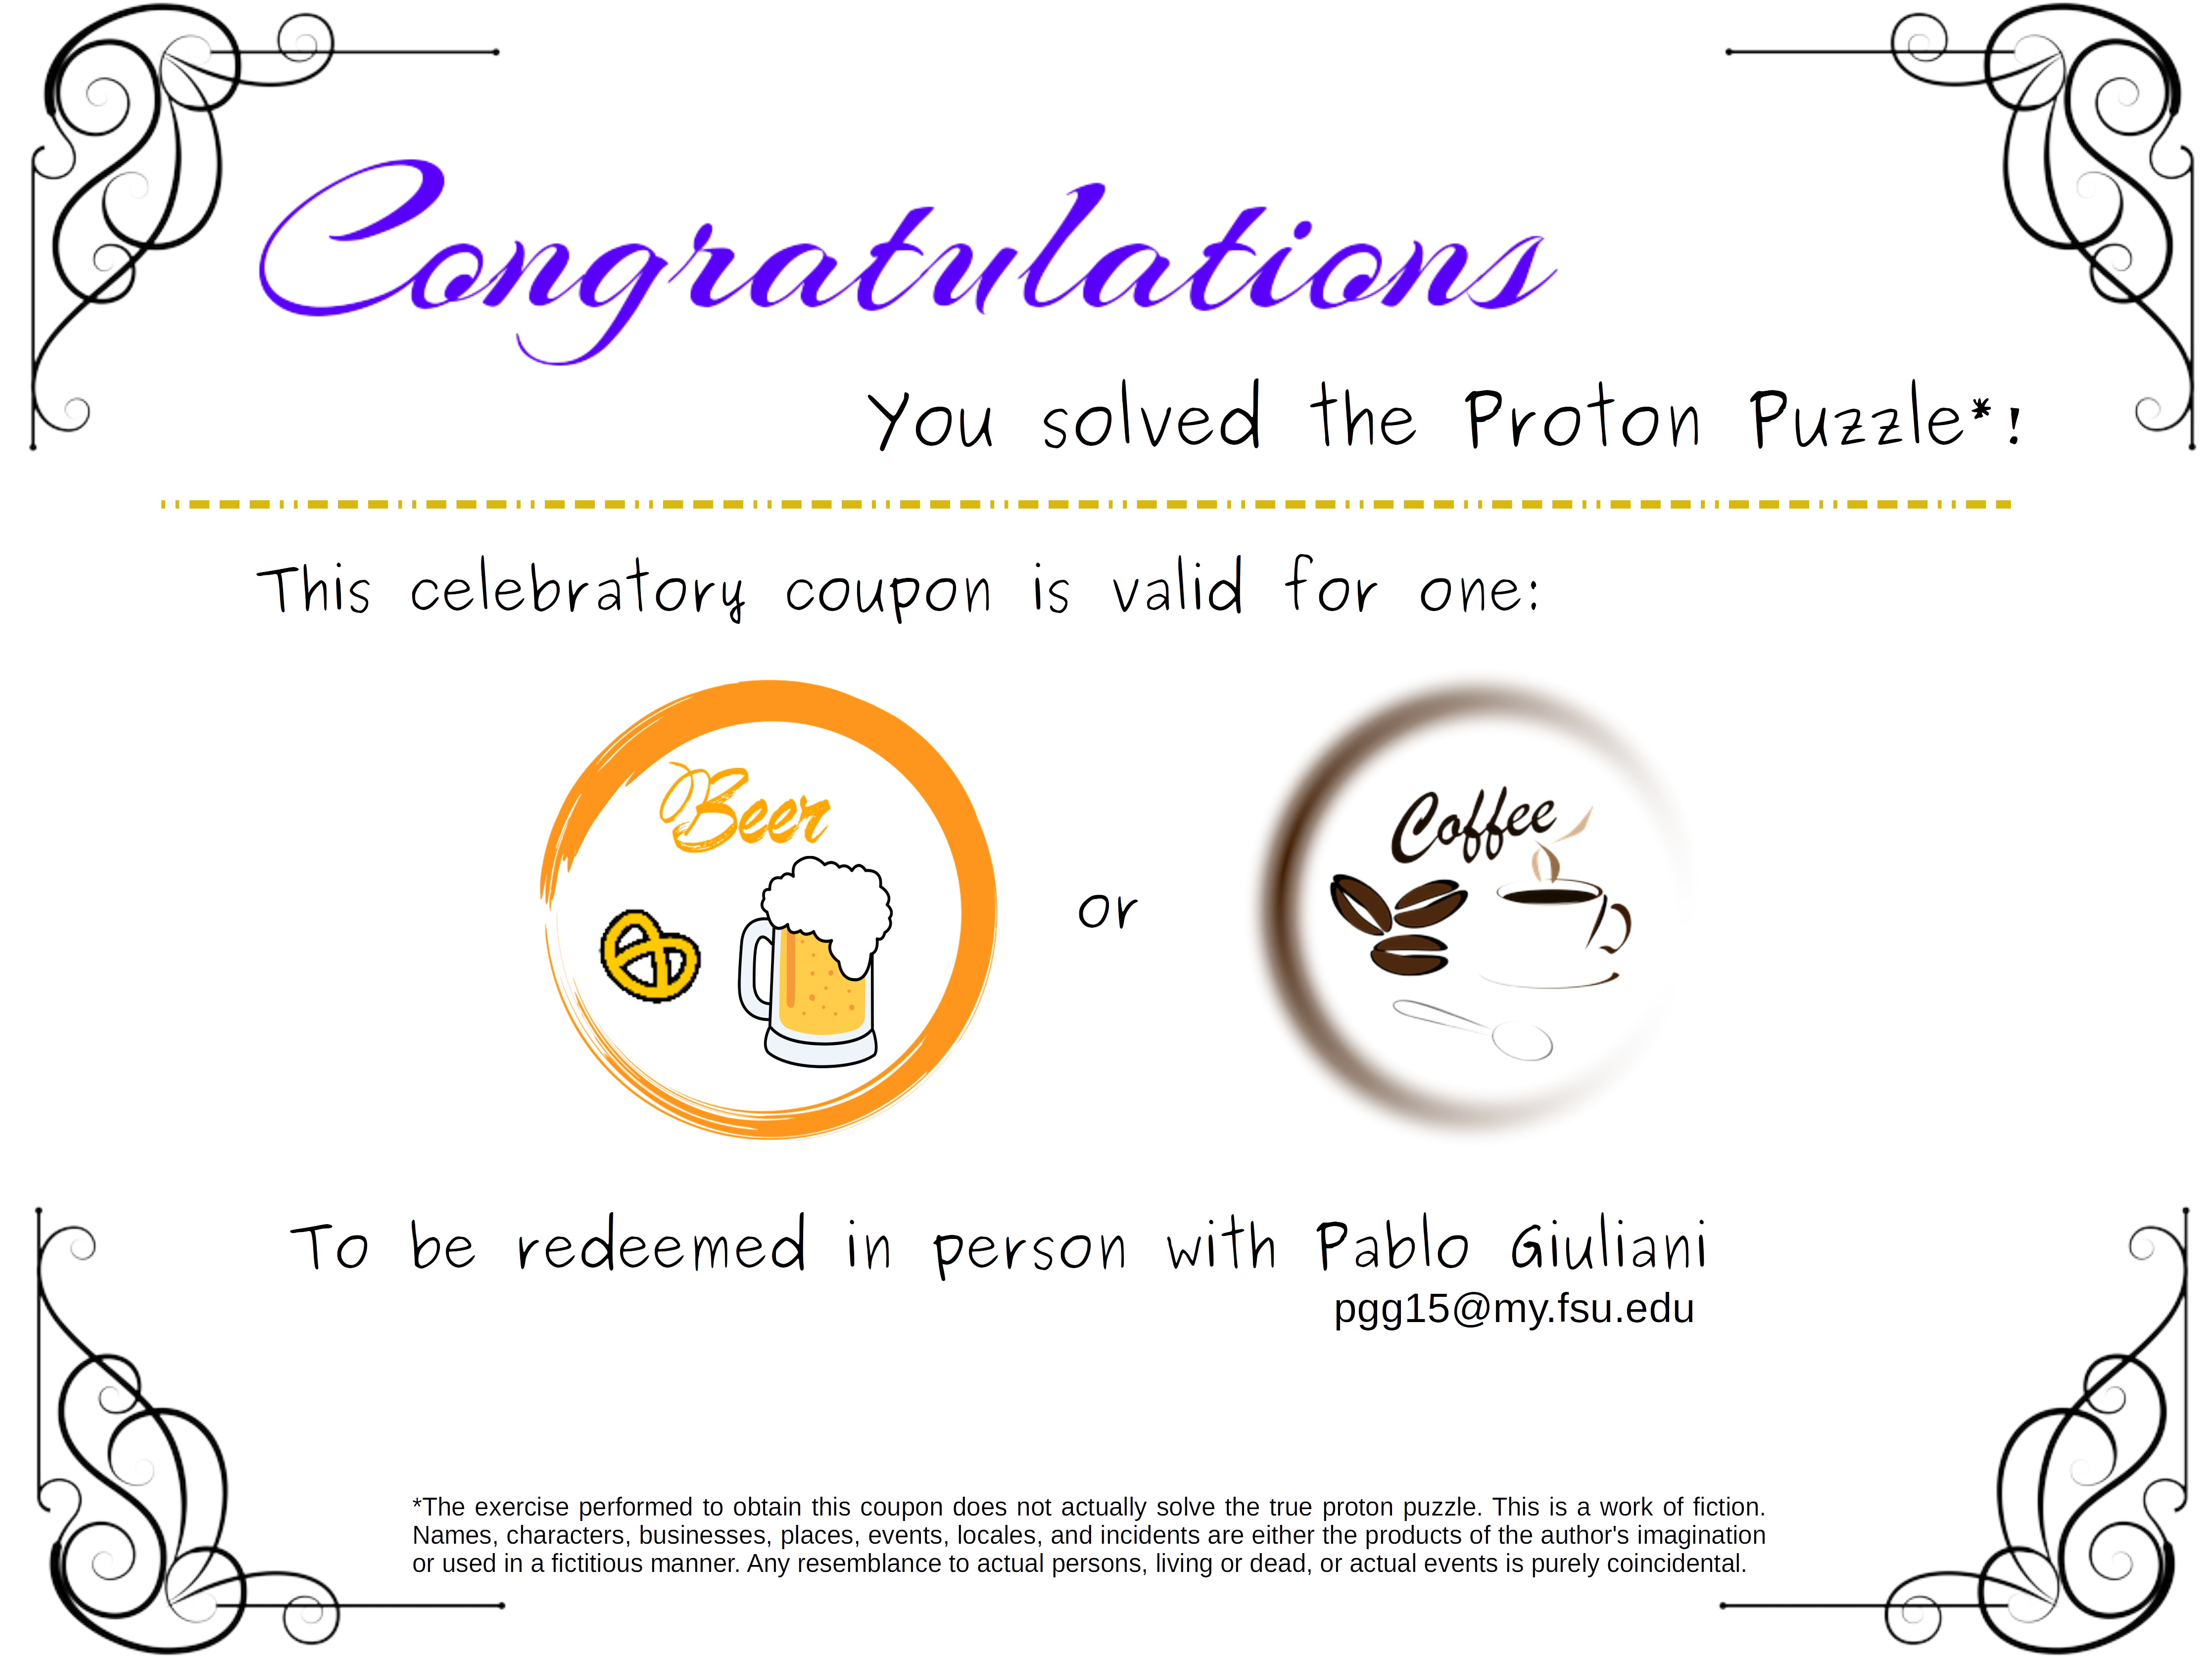 Congratulations
You solved the Proton Puzzle*!
This celebratory coupon is valid for one:
Beer
or
Coffee
To be redeemed in person with Pablo Giuliani
pgg15@my.fsu.edu
*The exercise performed to obtain this coupon does not actually solve the true proton puzzle. This is a work of fiction.
Names, characters, businesses, places, events, locales, and incidents are either the products of the author's imagination
or used in a fictitious manner. Any resemblance to actual persons, living or dead, or actual events is purely coincidental.